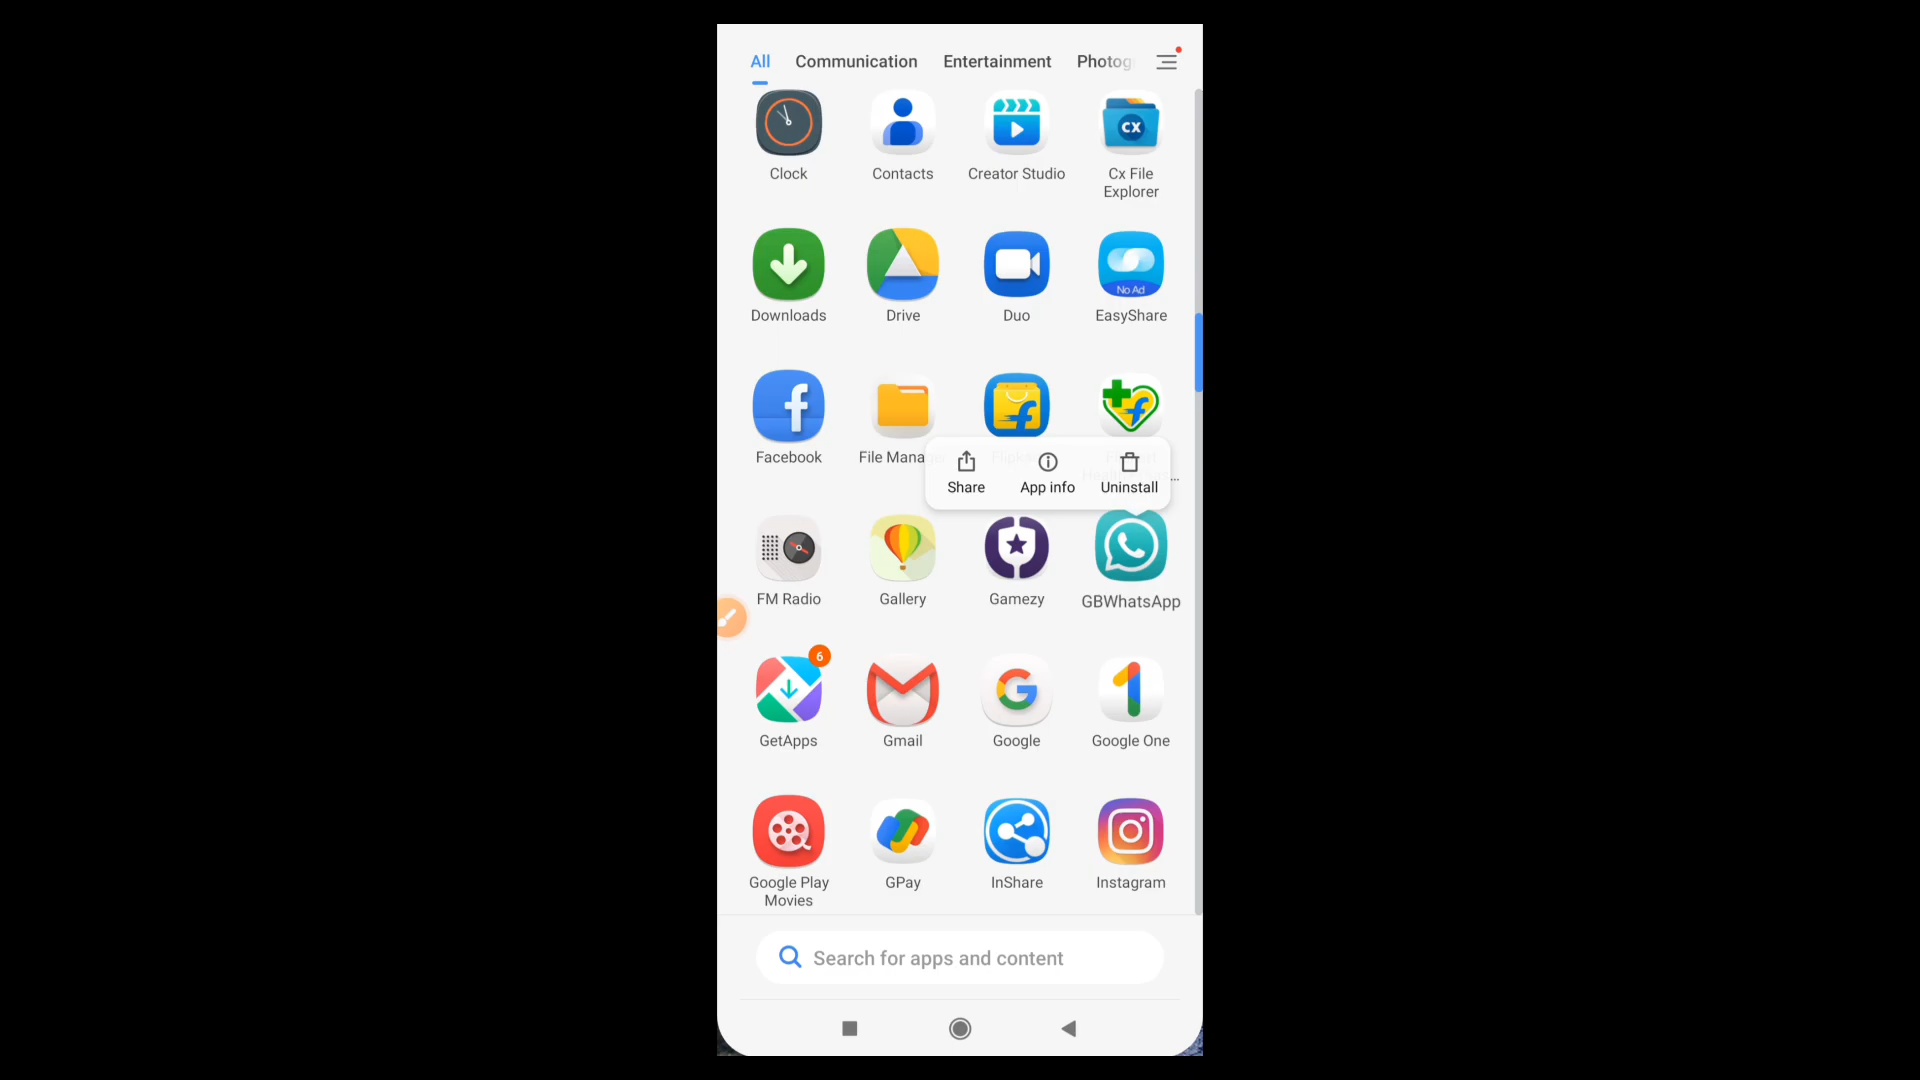 All Communication Entertainment Photog
Clock Contacts Creator Studio Cx File
Explorer
CX
No Ad
Downloads Drive Duo EasyShare
Facebook File Mana
Share App info Uninstall
FM Radio Gallery Gamezy GBWhatsApp
6
GetApps Gmail Google Google One
Google Play GPay InShare Instagram
Movies
Search for apps and content